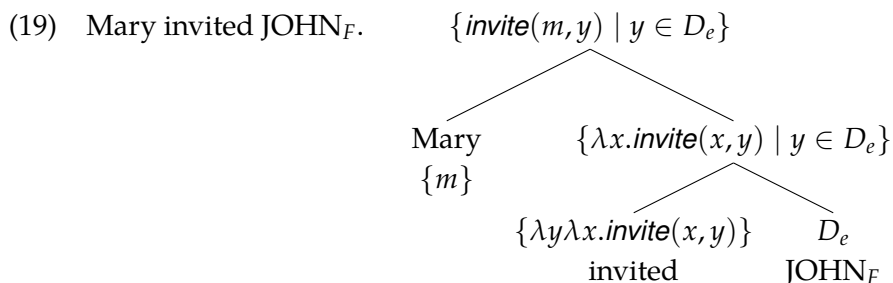 (19) Mary invited JOHN_F. {invite(m, y) | y ∈ D_e}
Mary {λx.invite(x, y) | y ∈ D_e}
{m}
{λyλx.invite(x, y)} D_e
invited JOHN_F